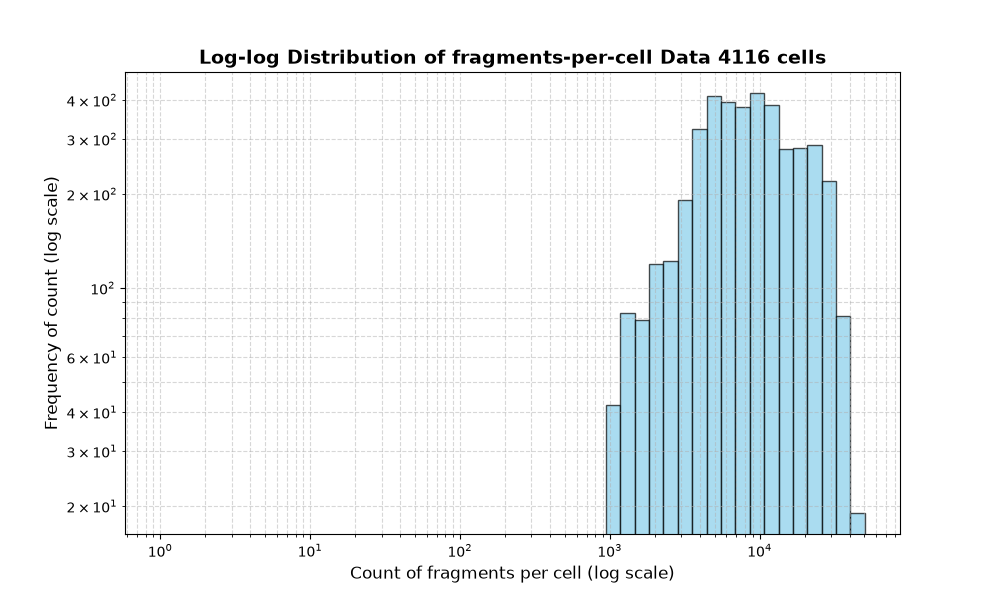 Log-log Distribution of fragments-per-cell Data 4116 cells
Frequency of count (log scale)
4 × 10²
3 × 10²
2 × 10²
10²
6 × 10¹
4 × 10¹
3 × 10¹
2 × 10¹
10⁰ 10¹ 10² 10³ 10⁴
Count of fragments per cell (log scale)